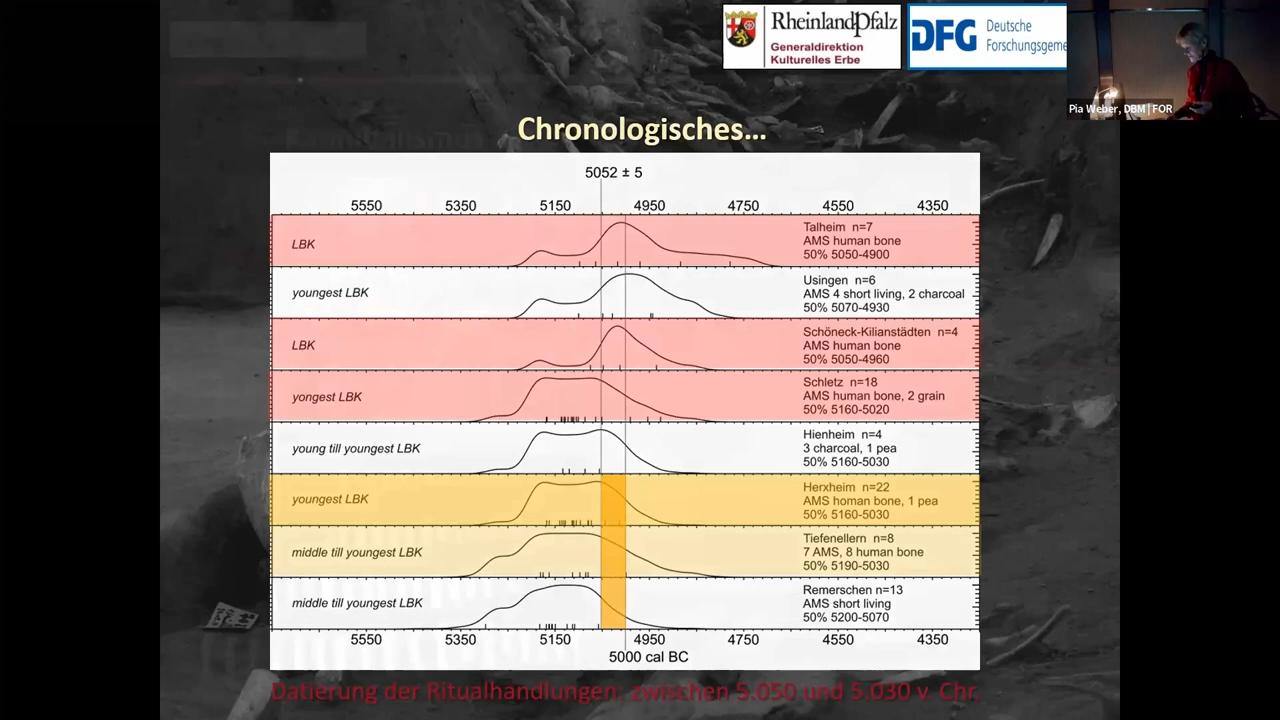 RheinlandPfalz
Generaldirektion
Kulturelles Erbe
DFG Deutsche
Forschungsgeme
Pia Weber, DBM | FOR
Chronologisches...
5052 ± 5
5550 5350 5150 4950 4750 4550 4350
LBK
Talheim n=7
AMS human bone
50% 5050-4900
youngest LBK
Usingen n=6
AMS 4 short living, 2 charcoal
50% 5070-4930
LBK
Schöneck-Kilianstädten n=4
AMS human bone
50% 5050-4960
yongest LBK
Schletz n=18
AMS human bone, 2 grain
50% 5160-5020
young till youngest LBK
Hienheim n=4
3 charcoal, 1 pea
50% 5160-5030
youngest LBK
Herxheim n=22
AMS homan bone, 1 pea
50% 5160-5030
middle till youngest LBK
Tiefenellern n=8
7 AMS, 8 human bone
50% 5190-5030
middle till youngest LBK
Remerschen n=13
AMS short living
50% 5200-5070
5550 5350 5150 4950 4750 4550 4350
5000 cal BC
Datierung der Ritualhandlungen: zwischen 5.050 und 5.030 v. Chr.